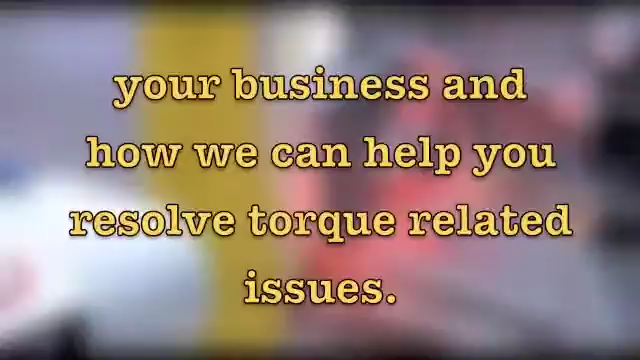 your business and
how we can help you
resolve torque related
issues.